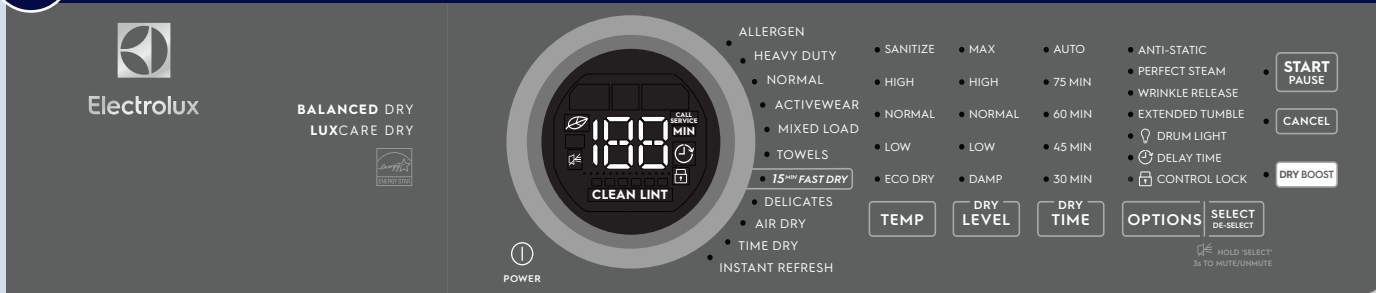 Electrolux
BALANCED DRY
LUXCARE DRY
energy
ENERGY STAR
POWER
188
CALL
SERVICE
MIN
CLEAN LINT
ALLERGEN
HEAVY DUTY
NORMAL
ACTIVEWEAR
MIXED LOAD
TOWELS
15MIN FAST DRY
DELICATES
AIR DRY
TIME DRY
INSTANT REFRESH
SANITIZE
HIGH
NORMAL
LOW
ECO DRY
TEMP
MAX
HIGH
NORMAL
LOW
DAMP
DRY
LEVEL
AUTO
75 MIN
60 MIN
45 MIN
30 MIN
DRY
TIME
ANTI-STATIC
PERFECT STEAM
WRINKLE RELEASE
EXTENDED TUMBLE
DRUM LIGHT
DELAY TIME
CONTROL LOCK
OPTIONS
SELECT
DE-SELECT
HOLD 'SELECT'
3s TO MUTE/UNMUTE
START
PAUSE
CANCEL
DRY BOOST